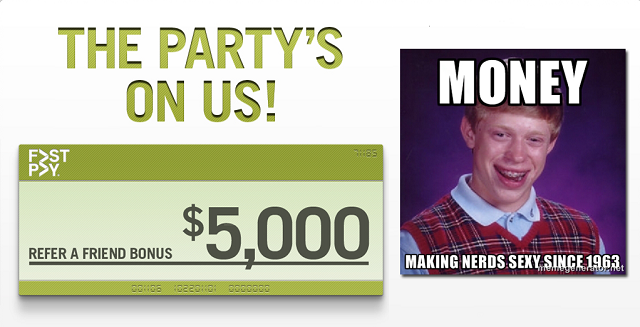 THE PARTY'S
ON US!
FAST
PAY.
REFER A FRIEND BONUS $5,000
MONEY
MAKING NERDS SEXY SINCE 1963
memegenerator.net